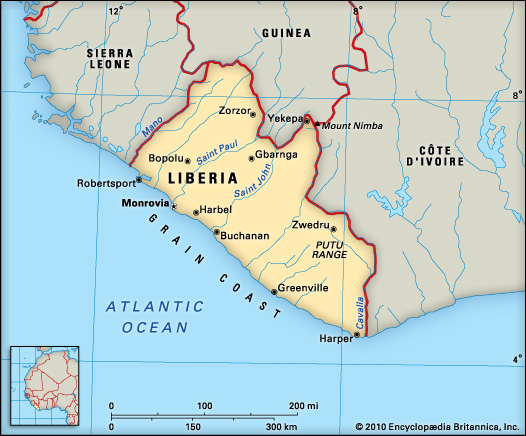 12°
8°
GUINEA
SIERRA
LEONE
8°
Zorzor
Yekepa
Mount Nimba
Mano
CÔTE
D'IVOIRE
Saint Paul
Bopolu
Gbarnga
Robertsport
LIBERIA
Saint John
Monrovia
Harbel
Zwedru
Buchanan
PUTU
RANGE
GRAIN COAST
Greenville
ATLANTIC
OCEAN
Cavalla
Harper
4°
0 100 200 mi
0 150 300 km
© 2010 Encyclopædia Britannica, Inc.